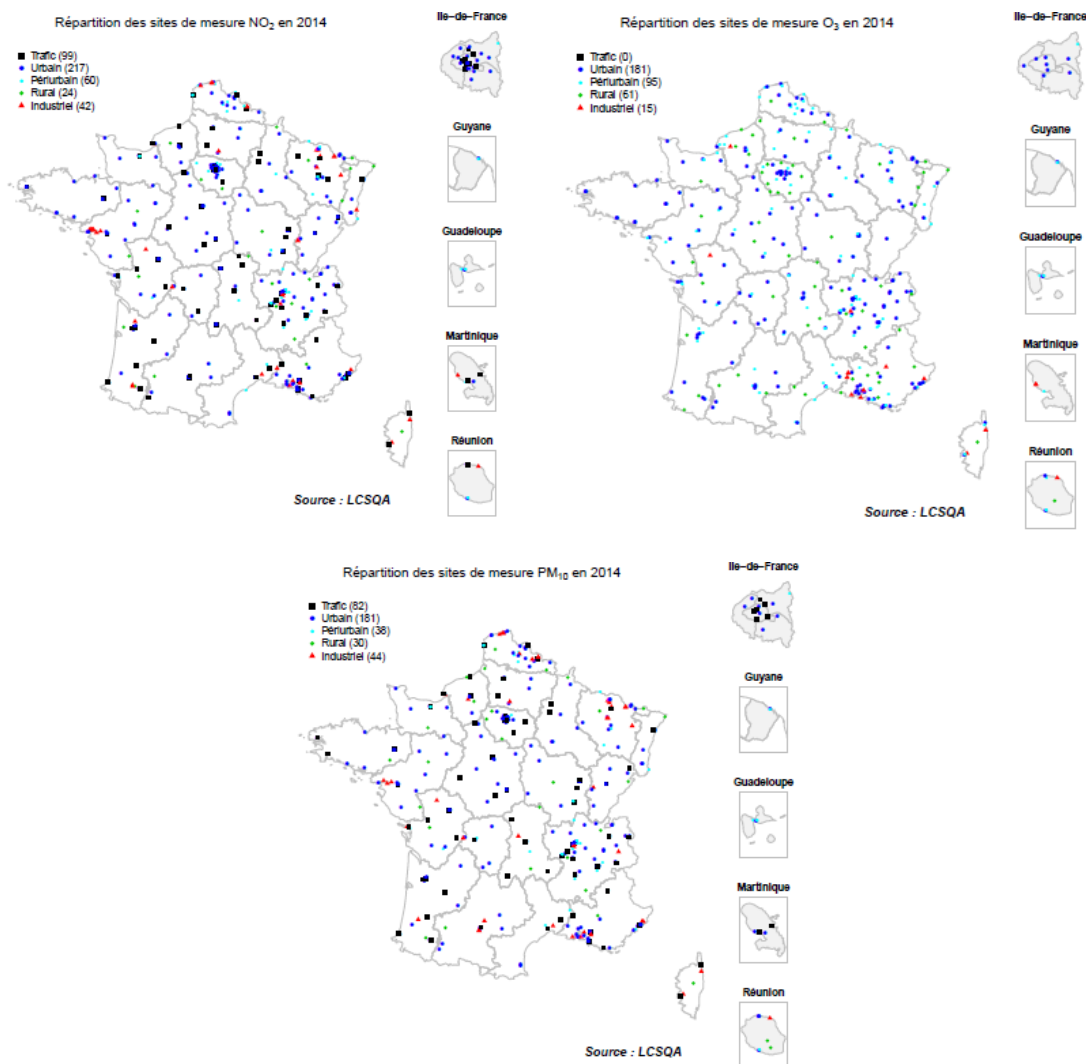 Répartition des sites de mesure NO₂ en 2014
Trafic (99)
Urbain (217)
Périurbain (60)
Rural (24)
Industriel (42)
Ile-de-France
Guyane
Guadeloupe
Martinique
Réunion
Source : LCSQA
Répartition des sites de mesure O₃ en 2014
Trafic (0)
Urbain (181)
Périurbain (95)
Rural (61)
Industriel (15)
Ile-de-France
Guyane
Guadeloupe
Martinique
Réunion
Source : LCSQA
Répartition des sites de mesure PM₁₀ en 2014
Trafic (82)
Urbain (181)
Périurbain (38)
Rural (30)
Industriel (44)
Ile-de-France
Guyane
Guadeloupe
Martinique
Réunion
Source : LCSQA